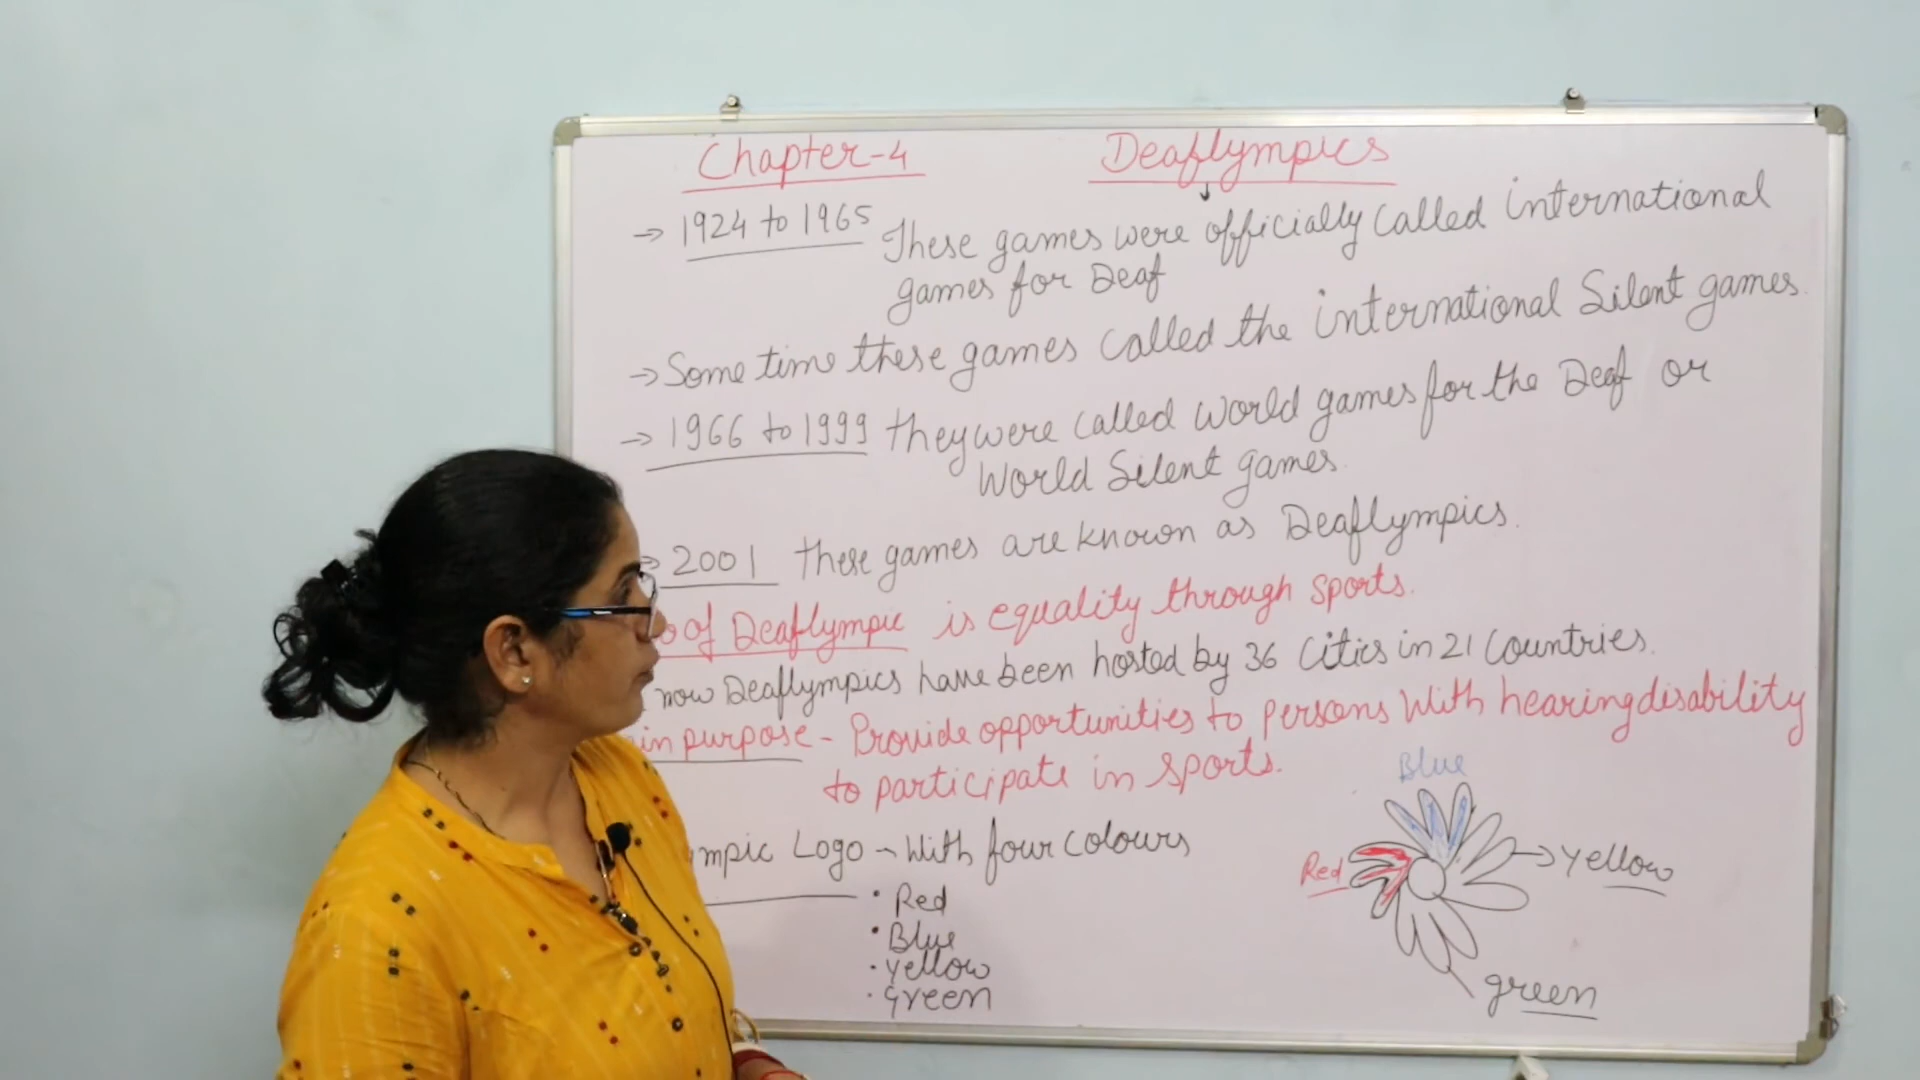 Chapter-4 Deaflympics
→ 1924 to 1965 These games were officially called international
games for Deaf
→ Some time these games called the international Silent games.
→ 1966 to 1999 they were called world games for the Deaf or
World Silent games.
→ 2001 these games are known as Deaflympics.
of Deaflympic is equality through sports.
now Deaflympics have been hosted by 36 Cities in 21 Countries.
in purpose - Provide opportunities to persons With hearing disability
to participate in sports.
Blue
mpic Logo - With four Colours
Red
Yellow
• Red
• Blue
• Yellow
• Green
green